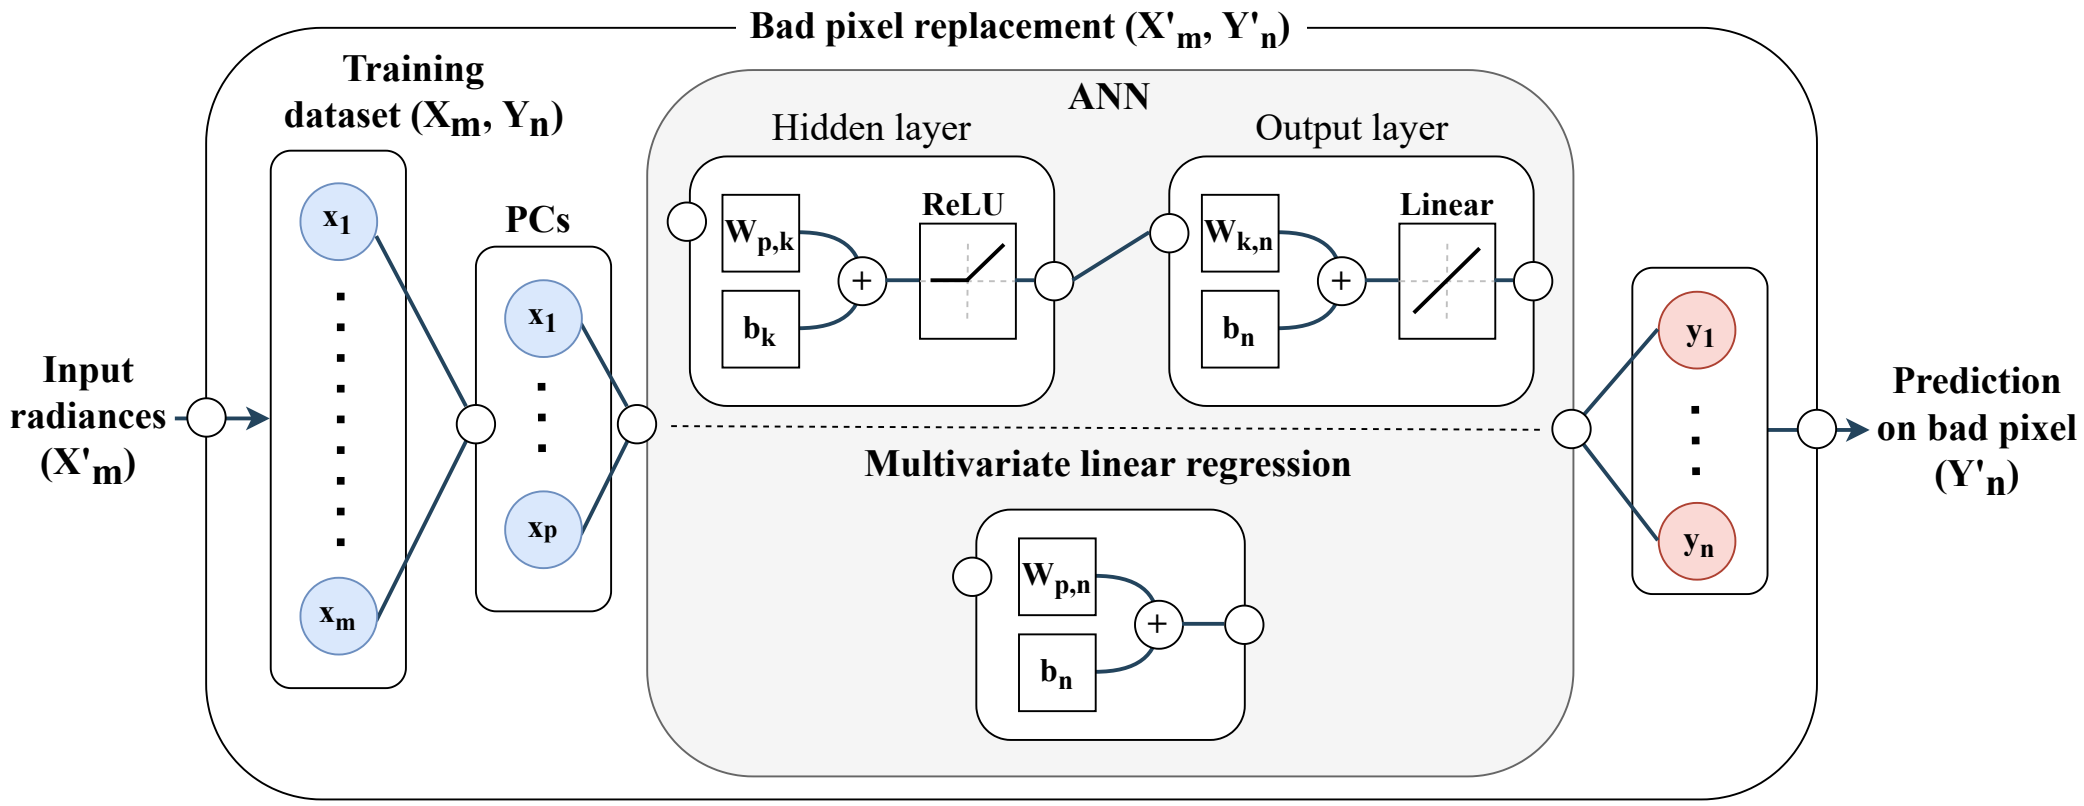 Bad pixel replacement (X'm, Y'n)
Training
dataset (Xm, Yn)
ANN
Hidden layer
Output layer
x1
PCs
Wp,k
ReLU
Wk,n
Linear
+
+
bk
bn
x1
y1
Input
radiances
(X'm)
Prediction
on bad pixel
(Y'n)
Multivariate linear regression
xp
yn
Wp,n
xm
+
bn